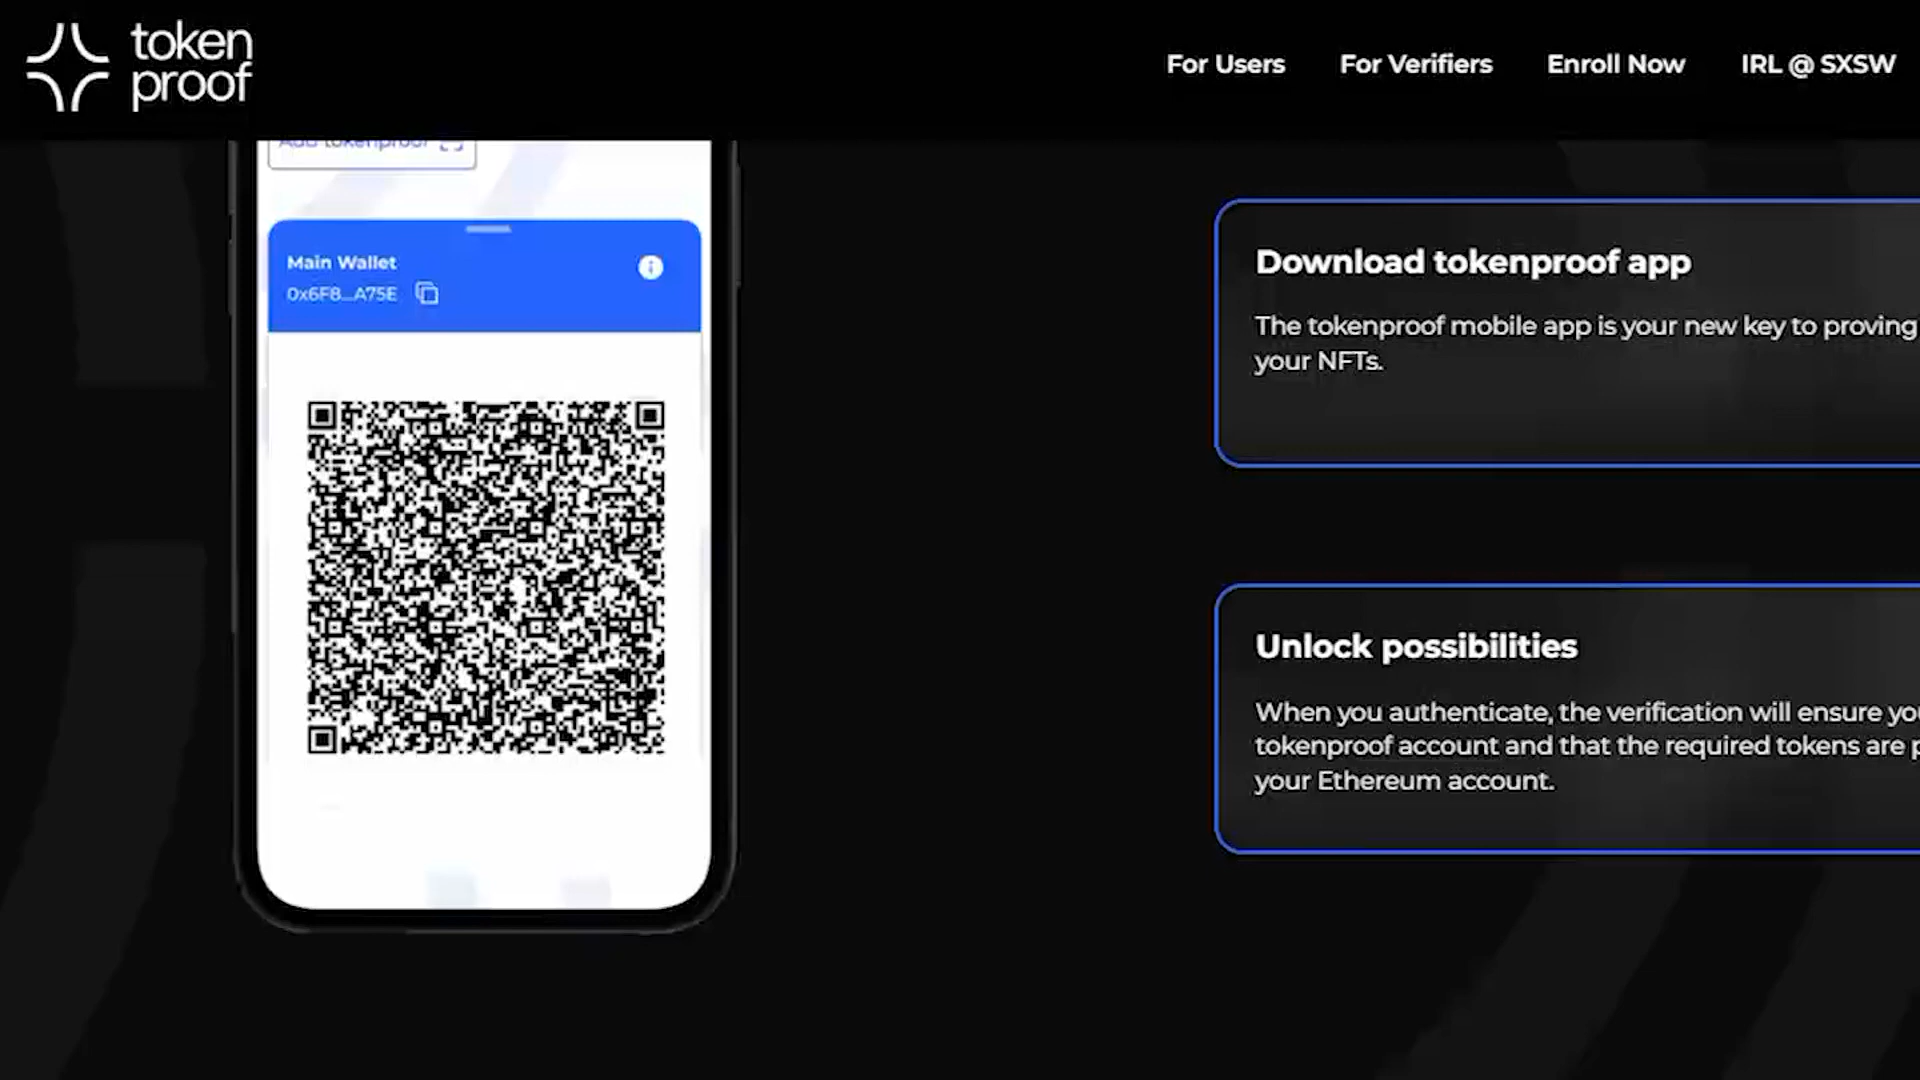 token
proof
For Users
For Verifiers
Enroll Now
IRL @ SXSW
Add tokenproof
Main Wallet
0x6F8...A75E
Download tokenproof app
The tokenproof mobile app is your new key to proving
your NFTs.
Unlock possibilities
When you authenticate, the verification will ensure
tokenproof account and that the required tokens are
your Ethereum account.